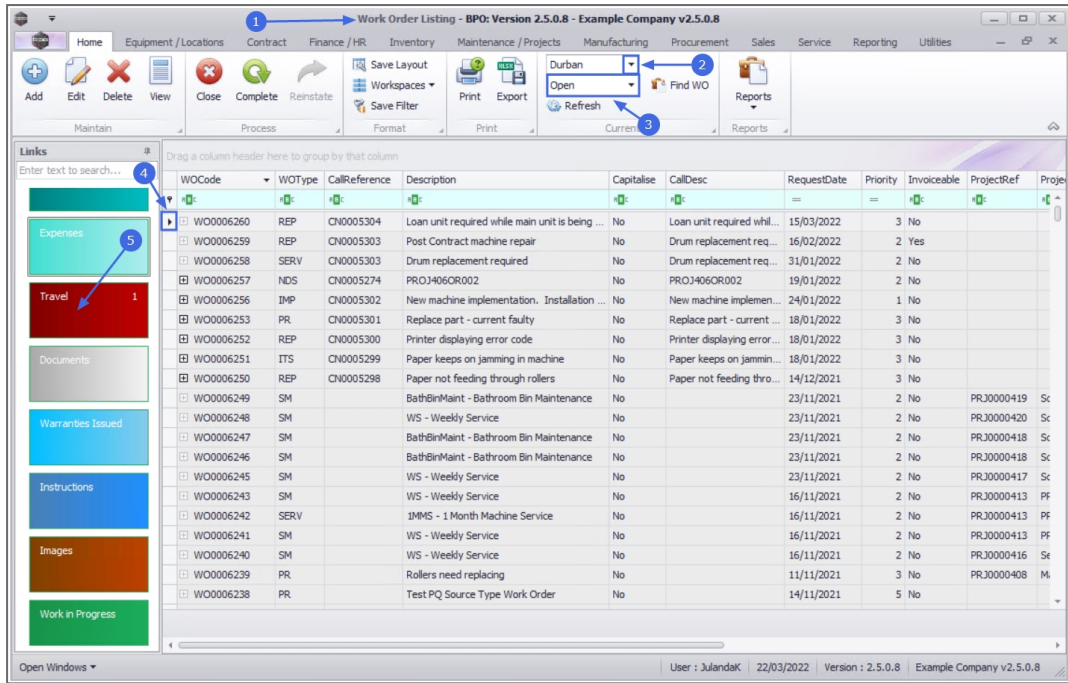 Work Order Listing - BPO: Version 2.5.0.8 - Example Company v2.5.0.8
1
Home Equipment / Locations Contract Finance / HR Inventory Maintenance / Projects Manufacturing Procurement Sales Service Reporting Utilities
Save Layout
Durban
2
Workspaces
Open
Find WO
Add Edit Delete View Close Complete Reinstate
Print Export
Reports
Save Filter
Refresh
3
Maintain Process Format Print Current Reports
Links
Drag a column header here to group by that column
Enter text to search...
4
WOCode WOType CallReference Description Capitalise CallDesc RequestDate Priority Invoiceable ProjectRef Proje
WO0006260 REP CN0005304 Loan unit required while main unit is being ... No Loan unit required whil... 15/03/2022 3 No
WO0006259 REP CN0005303 Post Contract machine repair No Drum replacement req... 16/02/2022 2 Yes
WO0006258 SERV CN0005303 Drum replacement required No Drum replacement req... 31/01/2022 2 No
WO0006257 NDS CN0005274 PROJ406OR002 No PROJ406OR002 19/01/2022 2 No
WO0006256 IMP CN0005302 New machine implementation. Installation ... No New machine implemen... 24/01/2022 1 No
WO0006253 PR CN0005301 Replace part - current faulty No Replace part - current ... 18/01/2022 3 No
WO0006252 REP CN0005300 Printer displaying error code No Printer displaying error... 18/01/2022 3 No
WO0006251 ITS CN0005299 Paper keeps on jamming in machine No Paper keeps on jammin... 18/01/2022 3 No
WO0006250 REP CN0005298 Paper not feeding through rollers No Paper not feeding thro... 14/12/2021 3 No
WO0006249 SM BathBinMaint - Bathroom Bin Maintenance No 23/11/2021 2 No PRJ0000419 Sc
WO0006248 SM WS - Weekly Service No 23/11/2021 2 No PRJ0000420 Sc
WO0006247 SM BathBinMaint - Bathroom Bin Maintenance No 23/11/2021 2 No PRJ0000418 Sc
WO0006246 SM BathBinMaint - Bathroom Bin Maintenance No 23/11/2021 2 No PRJ0000418 Sc
WO0006245 SM WS - Weekly Service No 23/11/2021 2 No PRJ0000417 Sc
WO0006243 SM WS - Weekly Service No 16/11/2021 2 No PRJ0000413 PF
WO0006242 SERV 1MMS - 1 Month Machine Service No 16/11/2021 2 No PRJ0000413 PF
WO0006241 SM WS - Weekly Service No 16/11/2021 2 No PRJ0000413 PF
WO0006240 SM WS - Weekly Service No 16/11/2021 2 No PRJ0000416 Se
WO0006239 PR Rollers need replacing No 11/11/2021 3 No PRJ0000408 Ma
WO0006238 PR Test PQ Source Type Work Order No 14/11/2021 5 No
Expenses
5
Travel 1
Documents
Warranties Issued
Instructions
Images
Work in Progress
Open Windows User : JulandaK 22/03/2022 Version : 2.5.0.8 Example Company v2.5.0.8